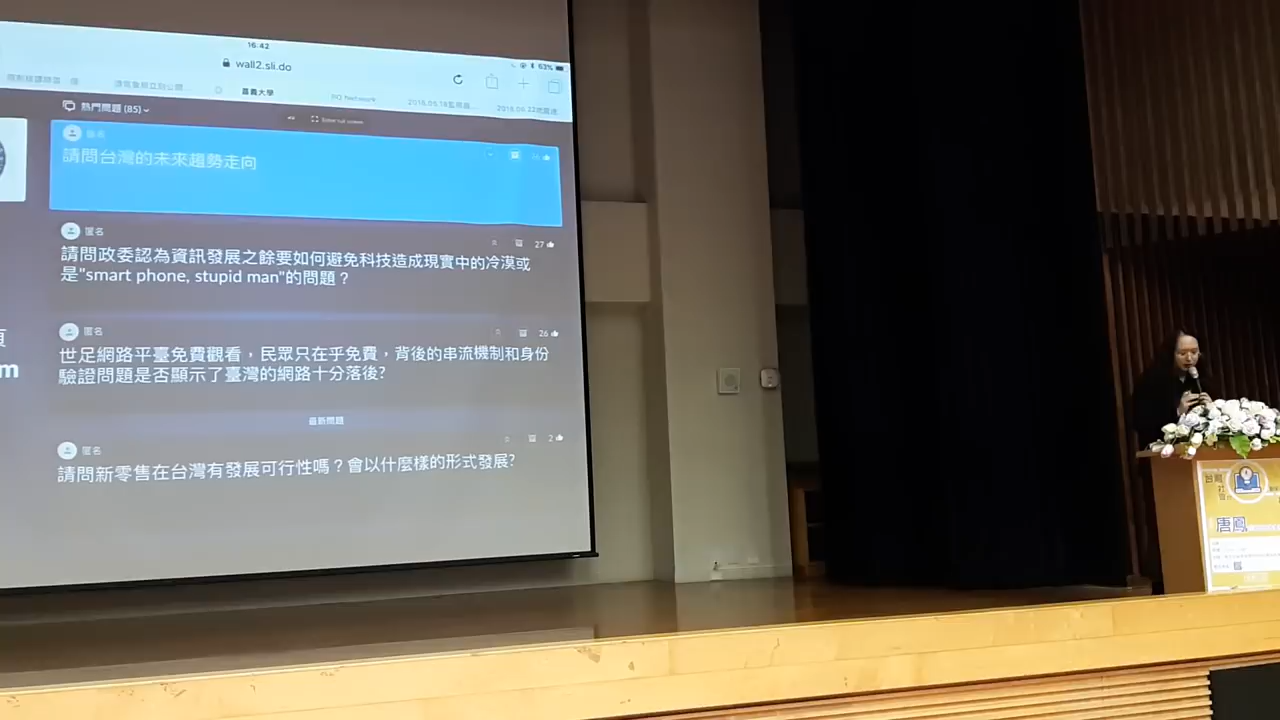 16:42
wall2.sli.do
63%
嘉義大學
PQ Network
熱門問題 (85)
Enter full screen
匿名
請問台灣的未來趨勢走向
匿名
27
請問政委認為資訊發展之餘要如何避免科技造成現實中的冷漠或
是"smart phone, stupid man"的問題？
匿名
26
世足網路平臺免費觀看，民眾只在乎免費，背後的串流機制和身份
驗證問題是否顯示了臺灣的網路十分落後?
最新問題
匿名
2
請問新零售在台灣有發展可行性嗎？會以什麼樣的形式發展?
m
唐鳳